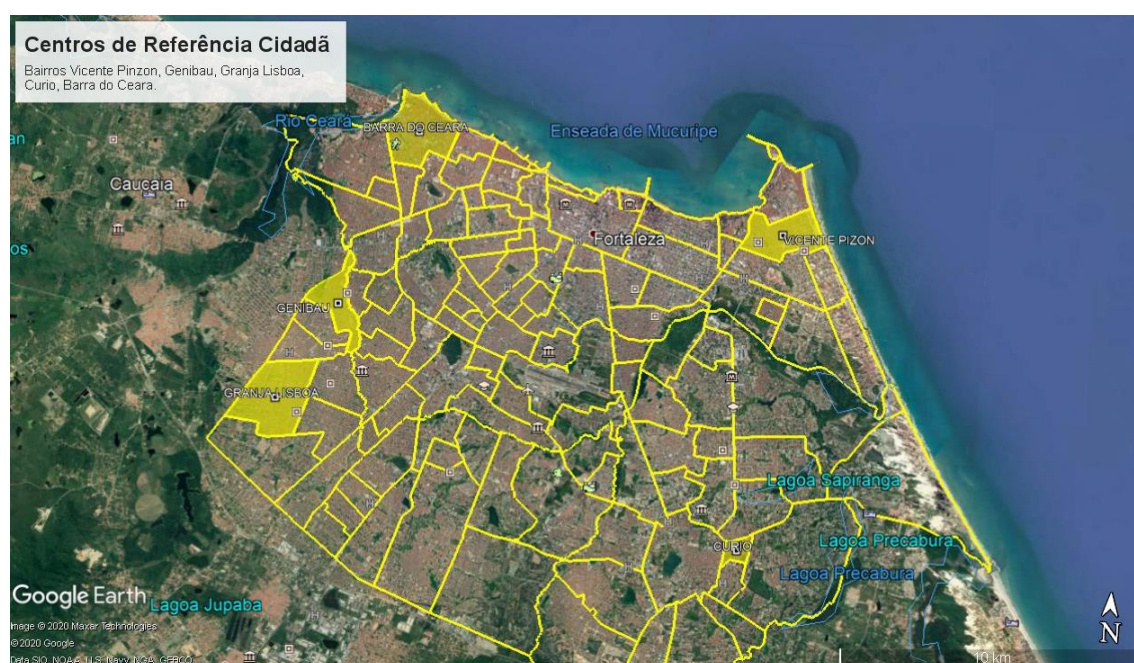 Centros de Referência Cidadã
Bairros Vicente Pinzon, Genibau, Granja Lisboa,
Curio, Barra do Ceara.
Rio Ceará
BARRA DO CEARA
Enseada de Mucuripe
an
Caucaia
os
Fortaleza
VICENTE PIZON
GENIBAU
GRANJA LISBOA
Lagoa Sapiranga
CURIO
Lagoa Precabura
Lagoa Precabura
Google Earth
Lagoa Jupaba
Image © 2020 Maxar Technologies
© 2020 Google
Data SIO, NOAA, U.S. Navy, NGA, GEBCO
10 km
N